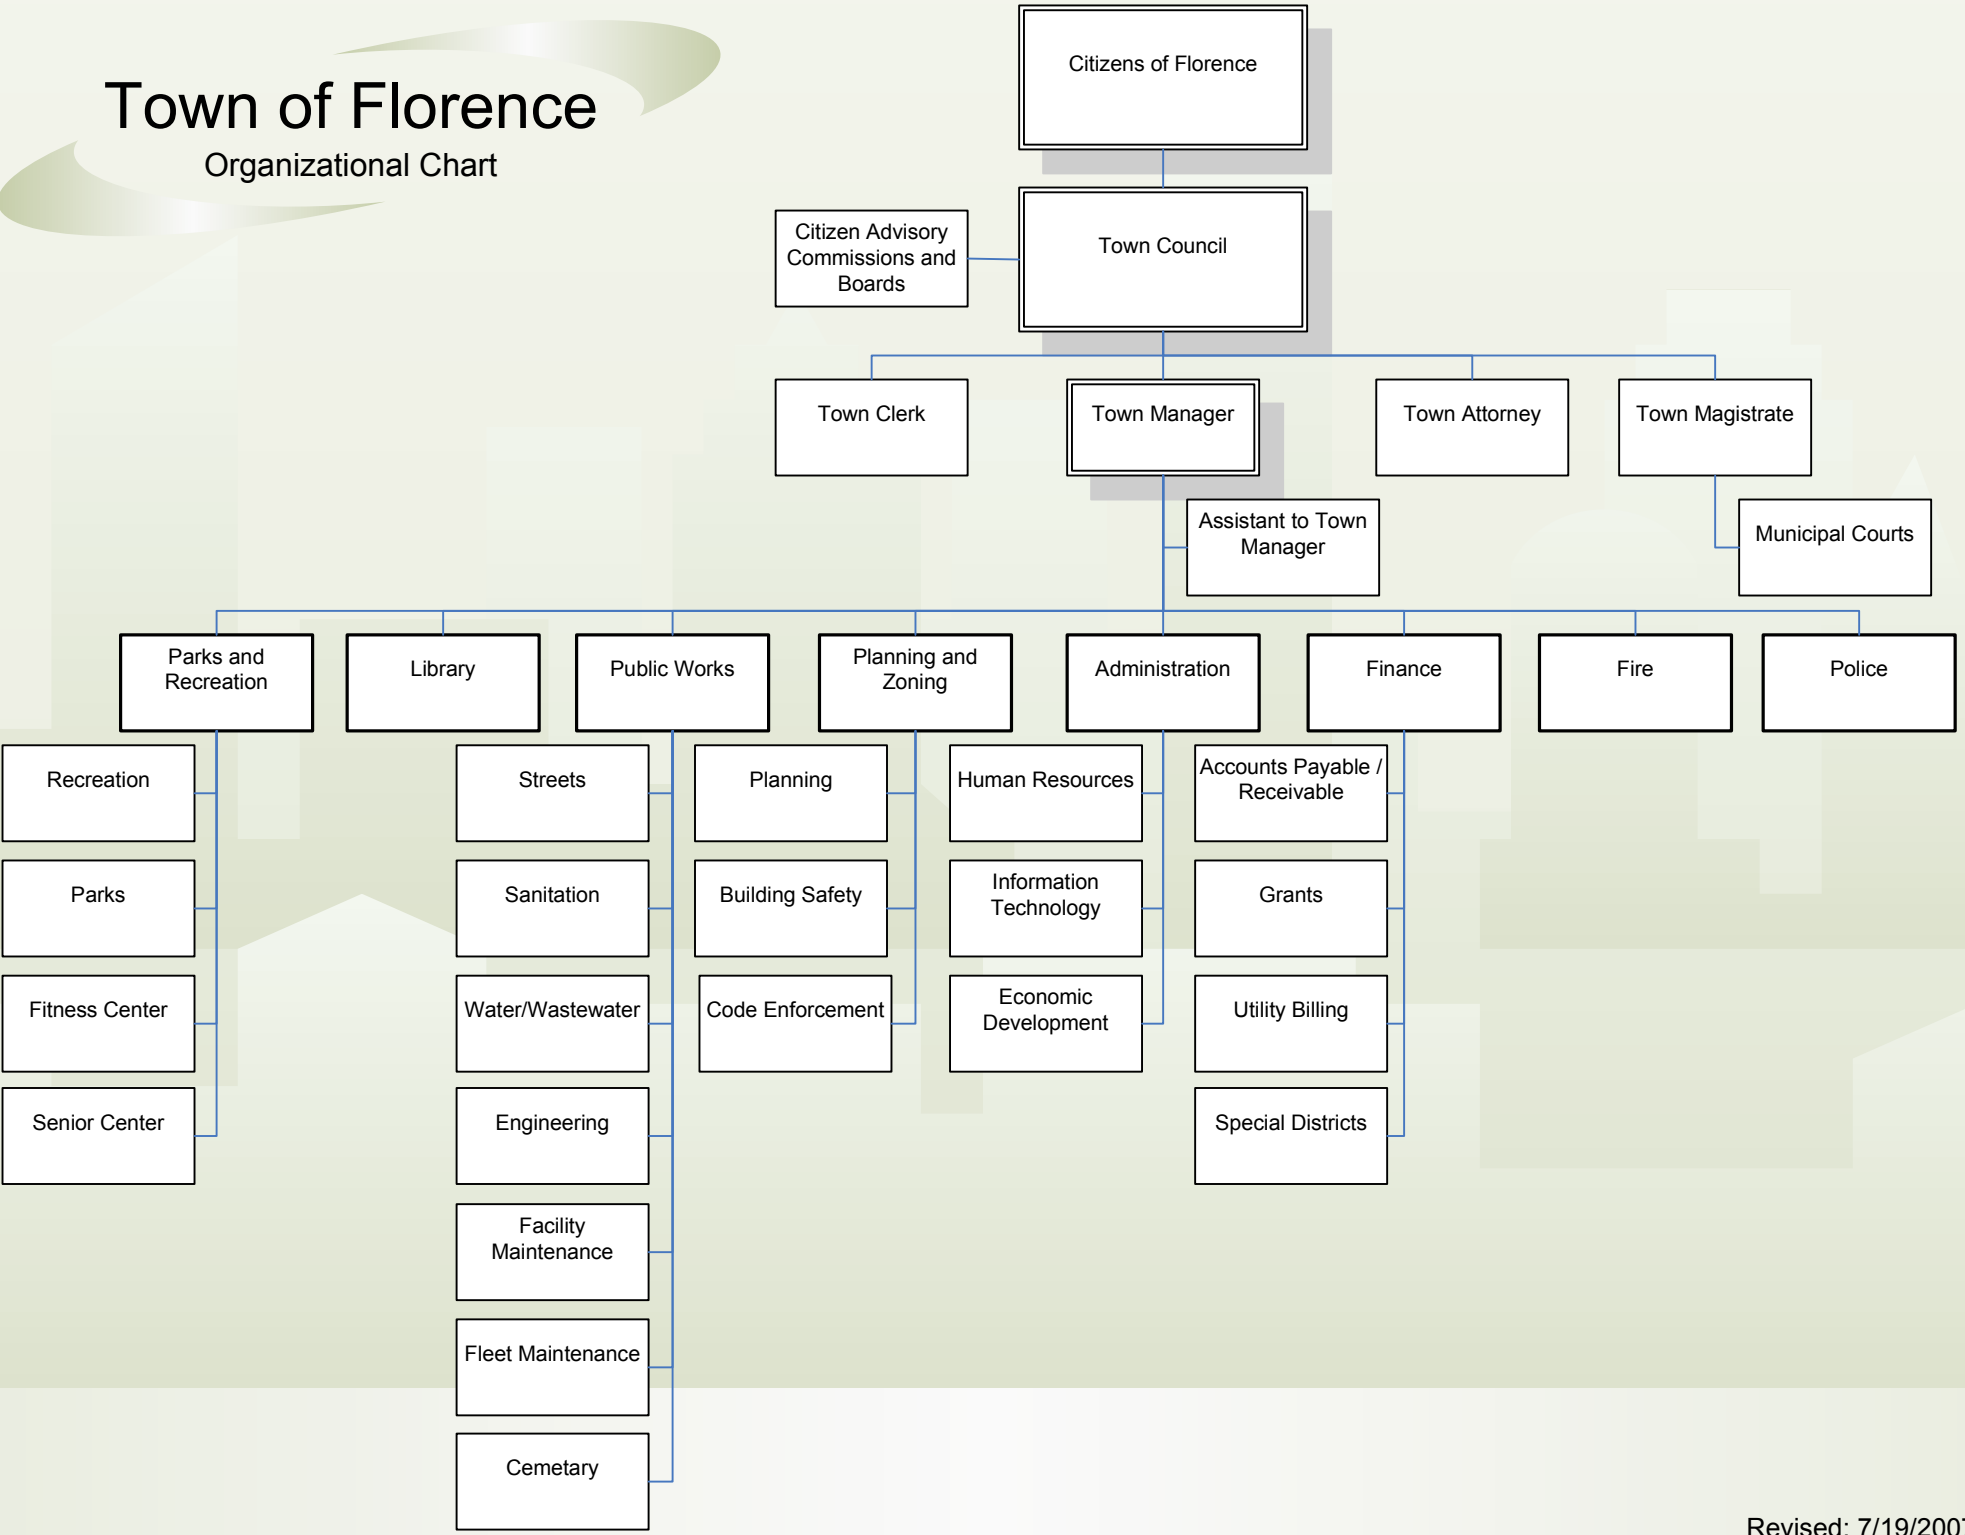 Town of Florence
Organizational Chart
Citizens of Florence
Citizen Advisory
Commissions and
Boards
Town Council
Town Clerk
Town Manager
Town Attorney
Town Magistrate
Assistant to Town
Manager
Municipal Courts
Parks and
Recreation
Library
Public Works
Planning and
Zoning
Administration
Finance
Fire
Police
Recreation
Parks
Fitness Center
Senior Center
Streets
Sanitation
Water/Wastewater
Engineering
Facility
Maintenance
Fleet Maintenance
Cemetary
Planning
Building Safety
Code Enforcement
Human Resources
Information
Technology
Economic
Development
Accounts Payable /
Receivable
Grants
Utility Billing
Special Districts
Revised: 7/19/2007